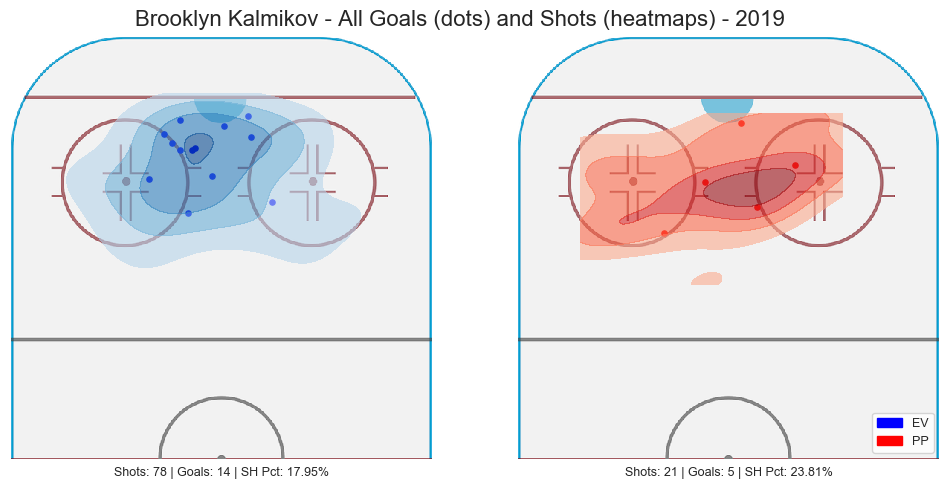 Brooklyn Kalmikov - All Goals (dots) and Shots (heatmaps) - 2019
EV
PP
Shots: 78 | Goals: 14 | SH Pct: 17.95%
Shots: 21 | Goals: 5 | SH Pct: 23.81%